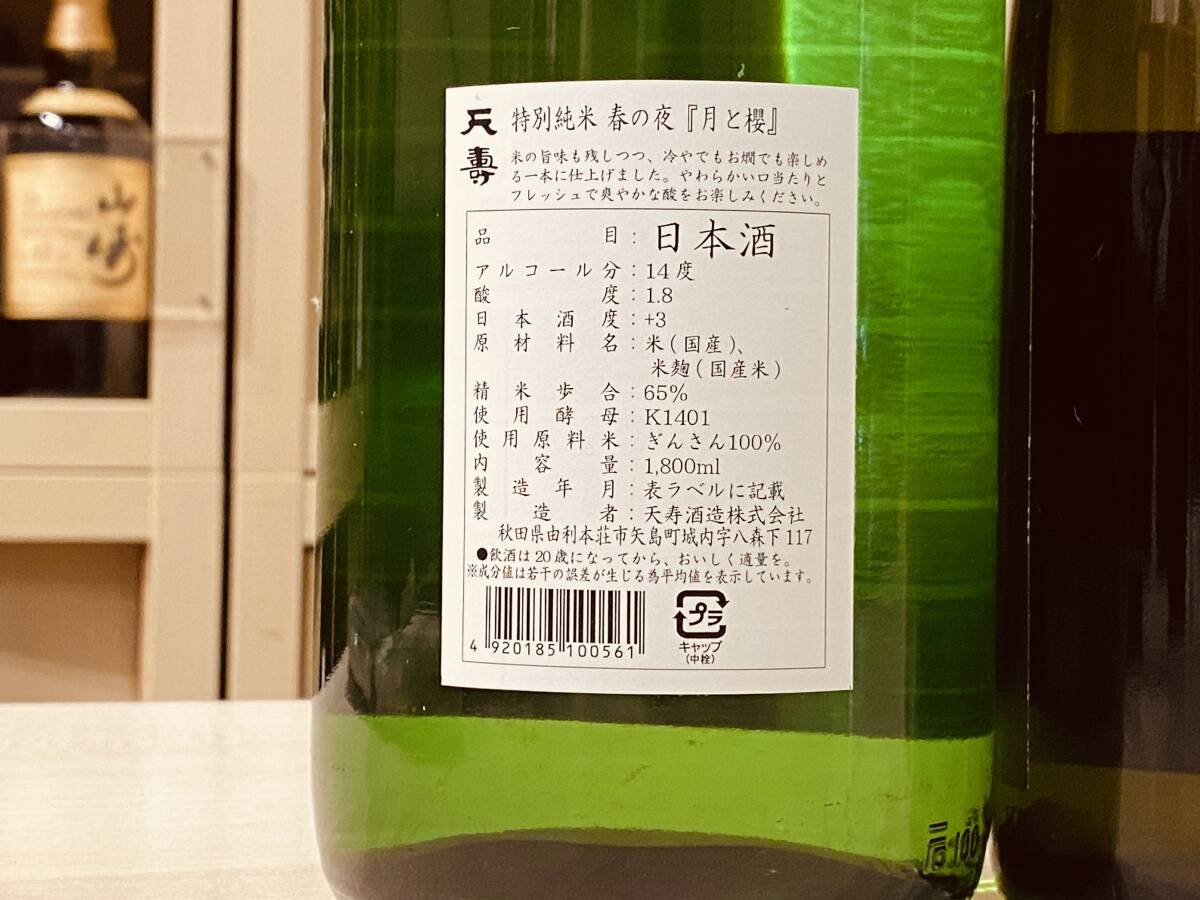 天壽
特別純米 春の夜『月と櫻』
米の旨味も残しつつ、冷やでもお燗でも楽しめ
る一本に仕上げました。やわらかい口当たりと
フレッシュで爽やかな酸をお楽しみください。
品目：日本酒
アルコール分：14度
酸度：1.8
日本酒度：+3
原材料名：米(国産)、
米麹(国産米)
精米歩合：65%
使用酵母：K1401
使用原料米：ぎんさん100%
内容量：1,800ml
製造年月：表ラベルに記載
製造者：天寿酒造株式会社
秋田県由利本荘市矢島町城内字八森下117
●飲酒は20歳になってから、おいしく適量を。
※成分値は若干の誤差が生じる為平均値を表示しています。
4 920185 100561
プラ
キャップ
(中栓)
山崎